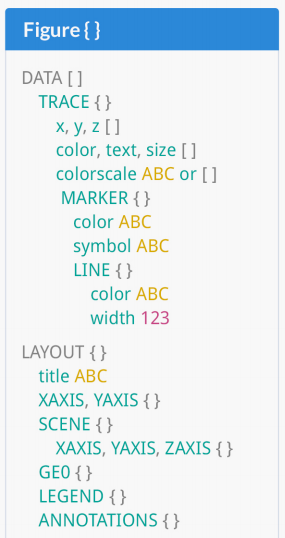 Figure { }
DATA [ ]
TRACE { }
x, y, z [ ]
color, text, size [ ]
colorscale ABC or [ ]
MARKER { }
color ABC
symbol ABC
LINE { }
color ABC
width 123
LAYOUT { }
title ABC
XAXIS, YAXIS { }
SCENE { }
XAXIS, YAXIS, ZAXIS { }
GE0 { }
LEGEND { }
ANNOTATIONS { }